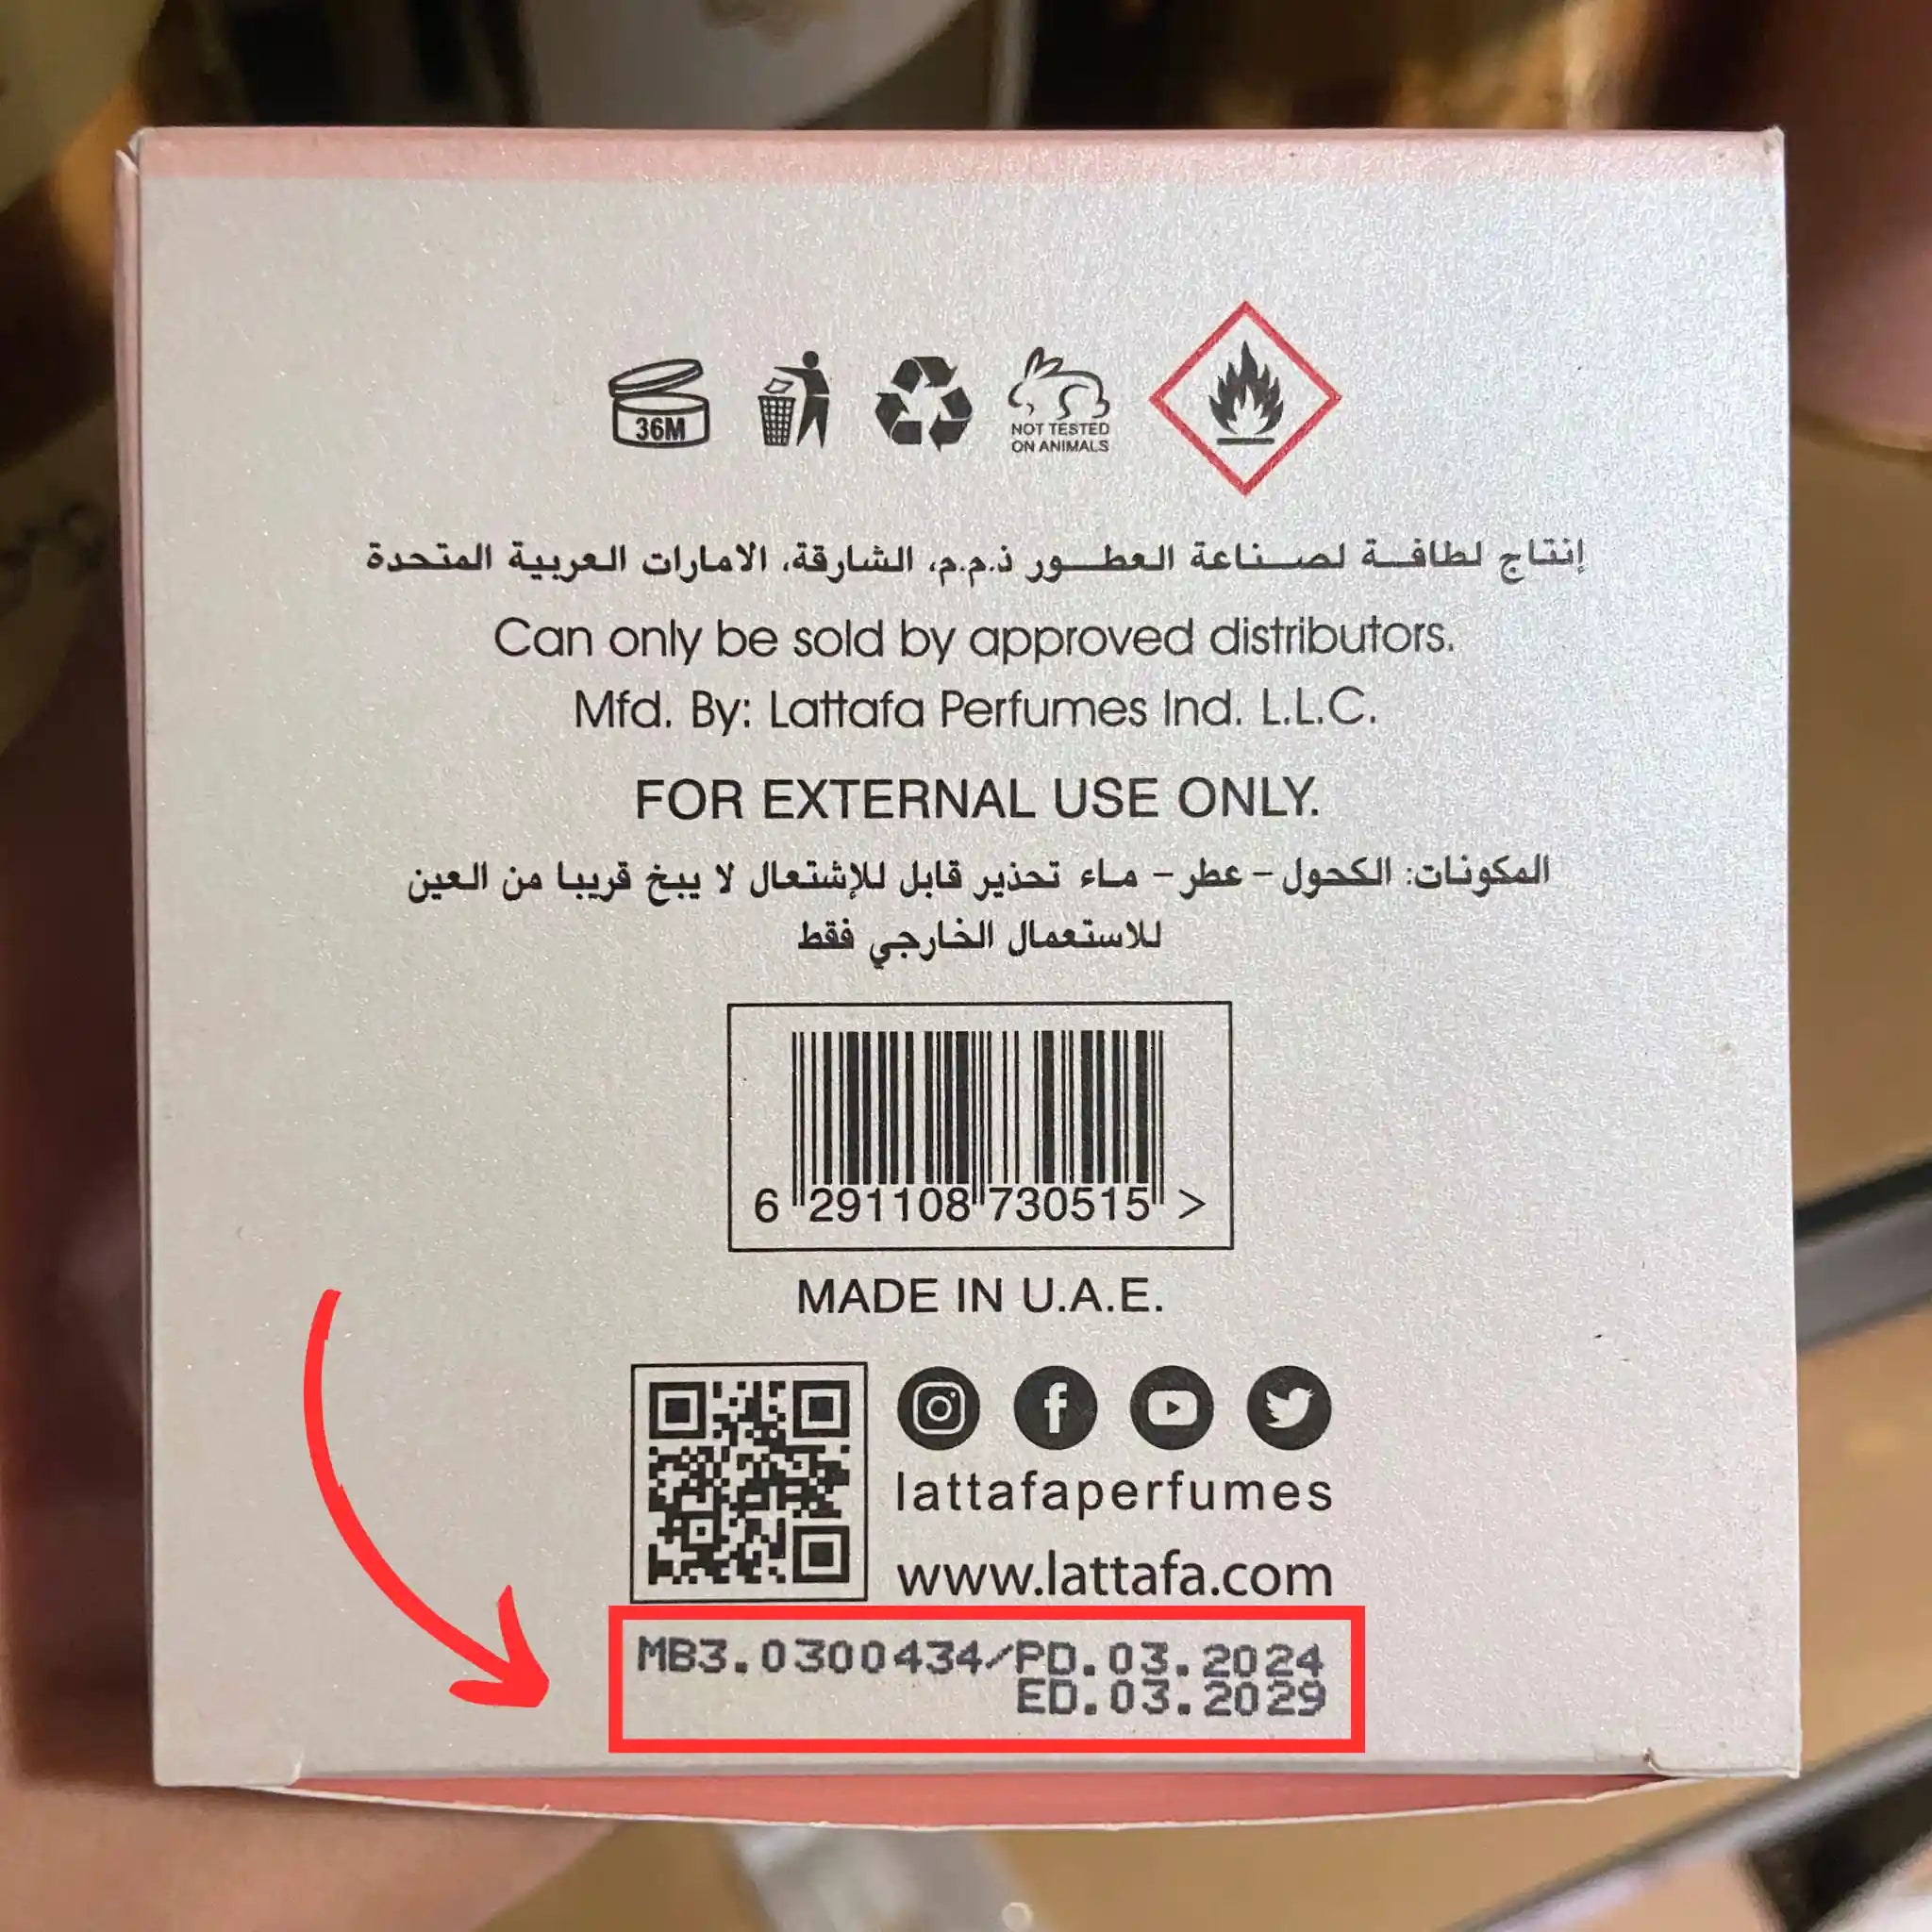 36M
NOT TESTED
ON ANIMALS
إنتاج لطافة لصناعة العطور ذ.م.م، الشارقة، الامارات العربية المتحدة
Can only be sold by approved distributors.
Mfd. By: Lattafa Perfumes Ind. L.L.C.
FOR EXTERNAL USE ONLY.
المكونات: الكحول - عطر - ماء تحذير قابل للإشتعال لا يبخ قريبا من العين
للاستعمال الخارجي فقط
6 291108 730515 >
MADE IN U.A.E.
lattafaperfumes
www.lattafa.com
MB3.0300434/PD.03.2024
ED.03.2029